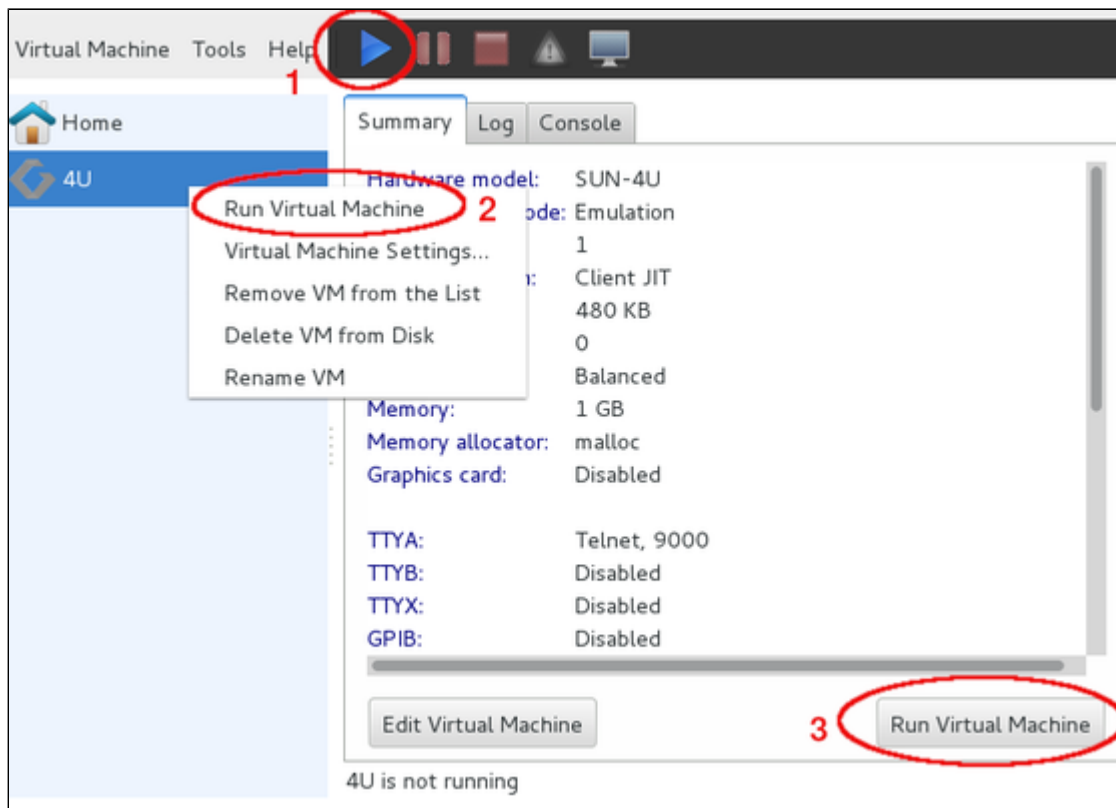 Virtual Machine Tools Help
1
Home
4U
Summary Log Console
Hardware model: SUN-4U
Run Virtual Machine
2
ode: Emulation
Virtual Machine Settings...
1
Client JIT
Remove VM from the List
480 KB
Delete VM from Disk
0
Rename VM
Balanced
Memory: 1 GB
Memory allocator: malloc
Graphics card: Disabled
TTYA: Telnet, 9000
TTYB: Disabled
TTYX: Disabled
GPIB: Disabled
Edit Virtual Machine
3
Run Virtual Machine
4U is not running